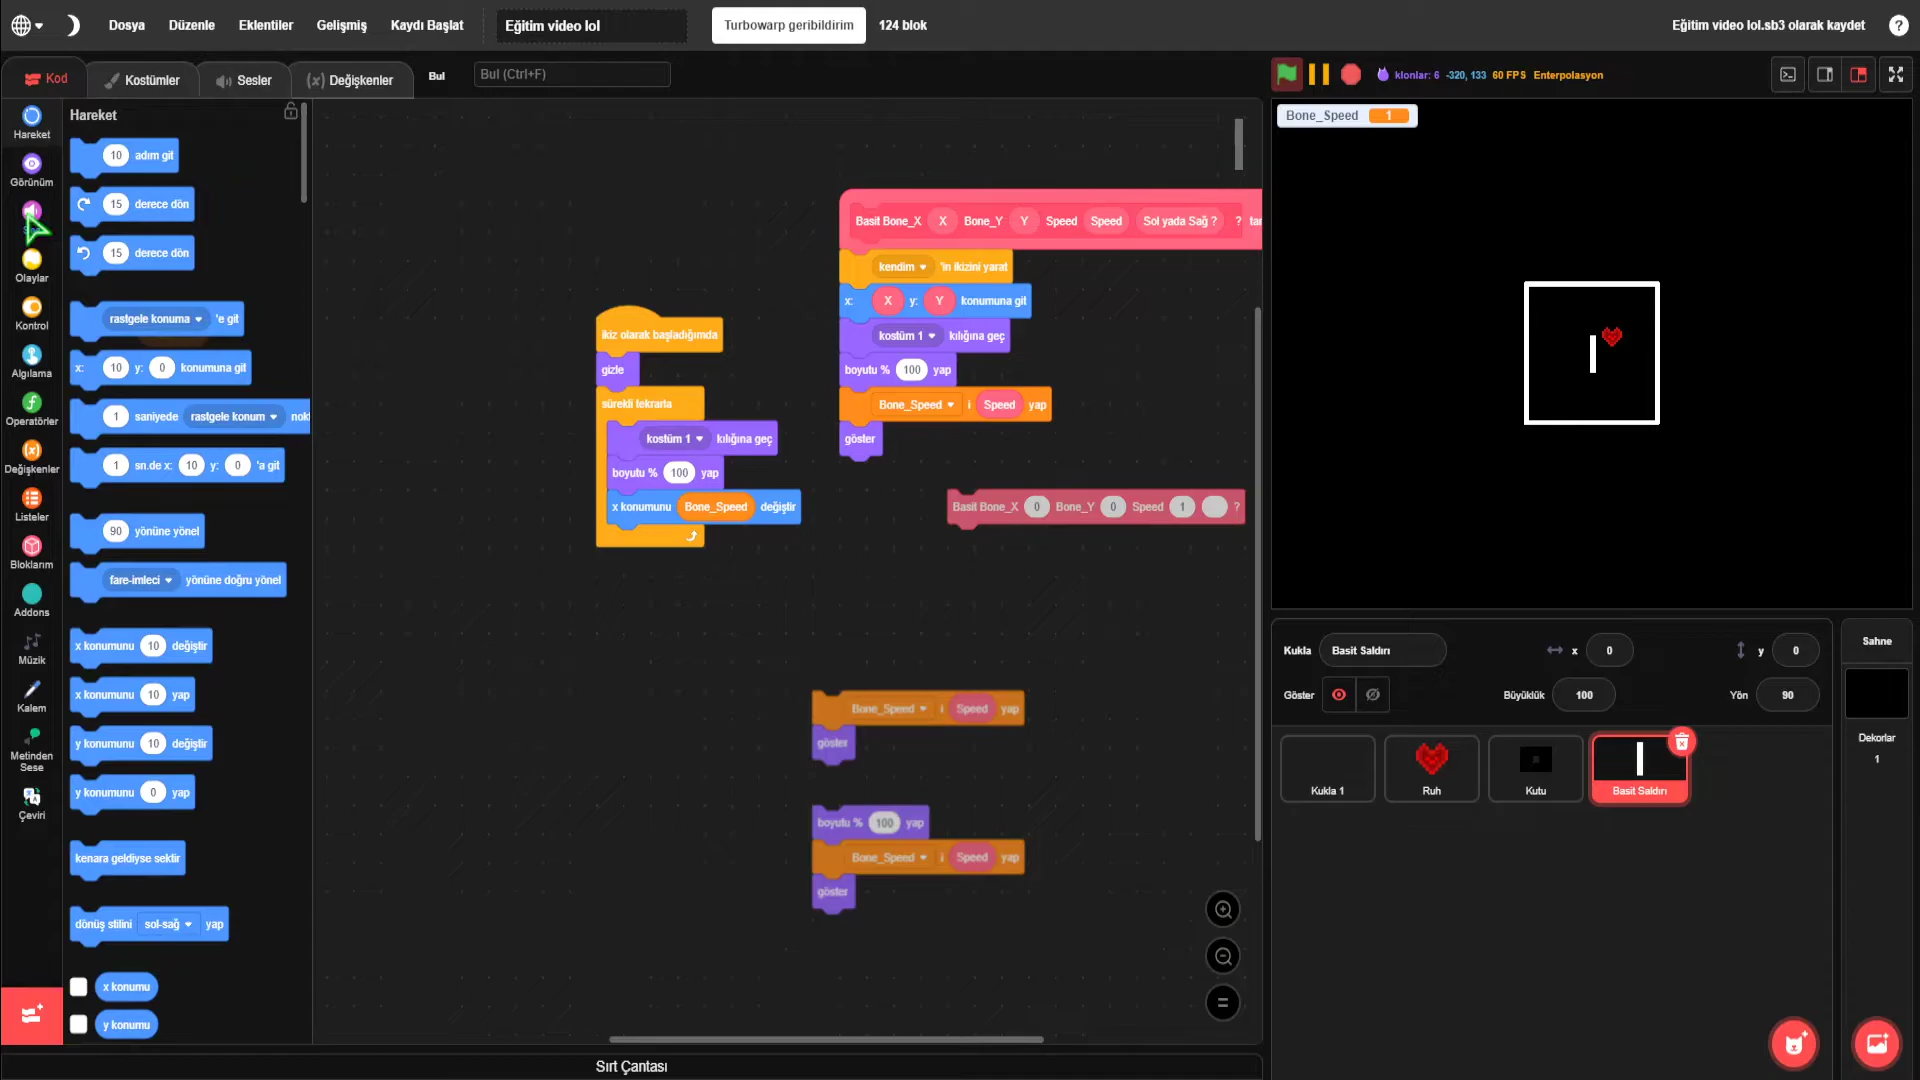 Dosya Düzenle Eklentiler Gelişmiş Kaydı Başlat Eğitim video lol Turbowarp geribildirim 124 blok Eğitim video lol.sb3 olarak kaydet ?
Kod Kostümler Sesler Değişkenler Bul Bul (Ctrl+F) klonlar: 6 -320, 133 60 FPS Enterpolasyon
Hareket
Görünüm
Olaylar
Kontrol
Algılama
Operatörler
Değişkenler
Listeler
Bloklarım
Addons
Müzik
Kalem
Metinden Sese
Çeviri
Hareket
10 adım git
15 derece dön
15 derece dön
rastgele konuma 'e git
x: 10 y: 0 konumuna git
1 saniyede rastgele konum nok
1 sn.de x: 10 y: 0 'a git
90 yönüne yönel
fare-imleci yönüne doğru yönel
x konumunu 10 değiştir
x konumunu 10 yap
y konumunu 10 değiştir
y konumunu 0 yap
kenara geldiyse sektir
dönüş stilini sol-sağ yap
x konumu
y konumu
ikiz olarak başladığımda
gizle
sürekli tekrarla
kostüm 1 kılığına geç
boyutu % 100 yap
x konumunu Bone_Speed değiştir
Basit Bone_X X Bone_Y Y Speed Speed Sol yada Sağ ? ? tar
kendim 'in ikizini yarat
x: X y: Y konumuna git
kostüm 1 kılığına geç
boyutu % 100 yap
Bone_Speed i Speed yap
göster
Basit Bone_X 0 Bone_Y 0 Speed 1 ?
Bone_Speed i Speed yap
göster
boyutu % 100 yap
Bone_Speed i Speed yap
göster
Sırt Çantası
Bone_Speed 1
Kukla Basit Saldırı x 0 y 0
Göster Büyüklük 100 Yön 90
Kukla 1 Ruh Kutu Basit Saldırı
Sahne
Dekorlar
1